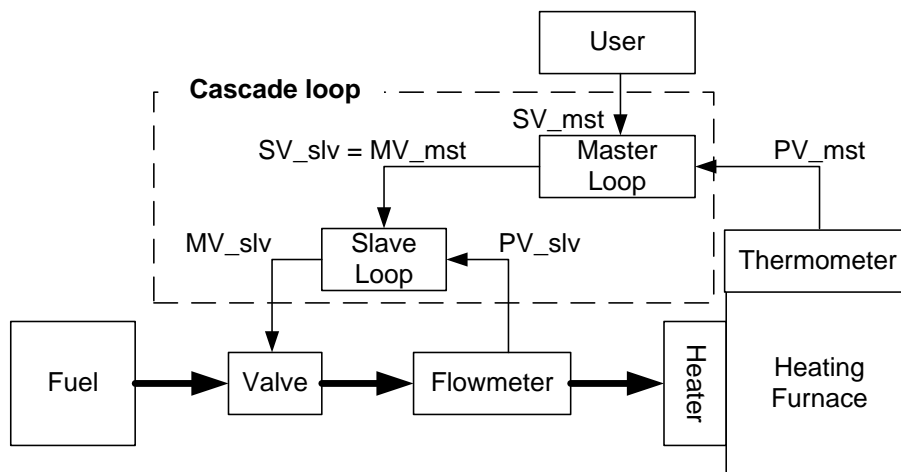 User
Cascade loop
SV_mst
SV_slv = MV_mst
Master
Loop
PV_mst
MV_slv
Slave
Loop
PV_slv
Thermometer
Fuel
Valve
Flowmeter
Heater
Heating
Furnace